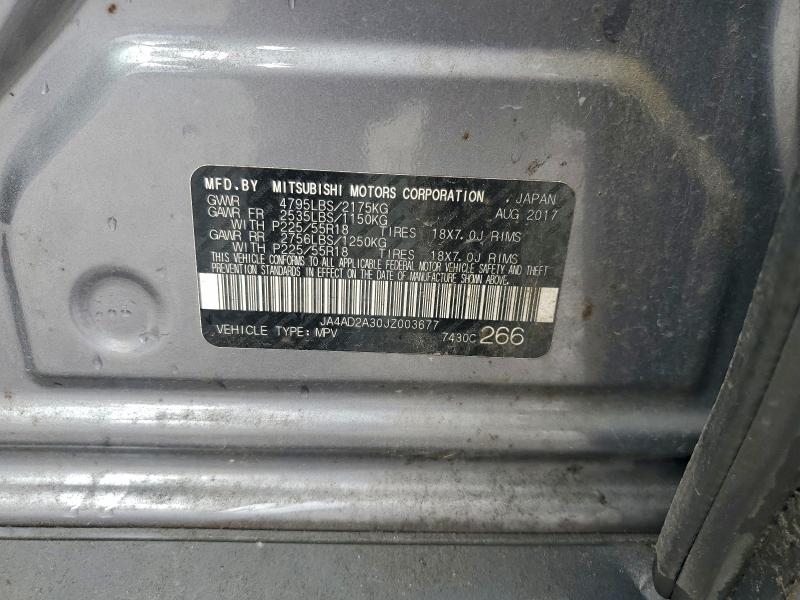 MFD.BY MITSUBISHI MOTORS CORPORATION , JAPAN
GVWR 4795LBS/2175KG AUG 2017
GAWR FR 2535LBS/1150KG
WITH P225/55R18 TIRES 18X7.0J RIMS
GAWR RR 2756LBS/1250KG
WITH P225/55R18 TIRES 18X7.0J RIMS
THIS VEHICLE CONFORMS TO ALL APPLICABLE FEDERAL MOTOR VEHICLE SAFETY AND THEFT
PREVENTION STANDARDS IN EFFECT ON THE DATE OF MANUFACTURE SHOWN ABOVE.
JA4AD2A30JZ003677
VEHICLE TYPE: MPV 7430C 266